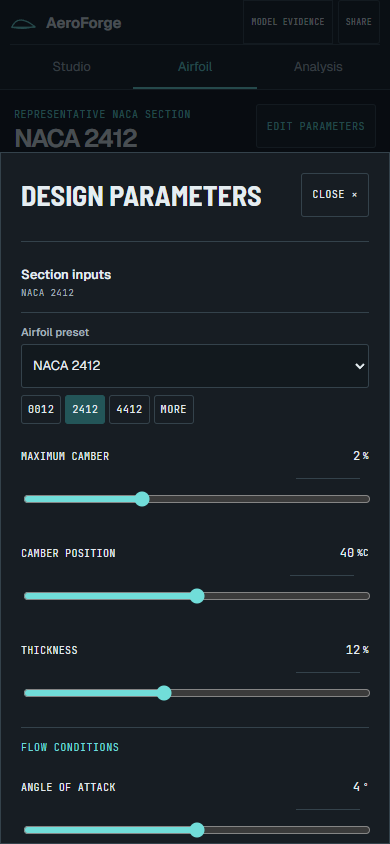 AeroForge
MODEL EVIDENCE
SHARE
Studio
Airfoil
Analysis
REPRESENTATIVE NACA SECTION
NACA 2412
EDIT PARAMETERS
DESIGN PARAMETERS
CLOSE ×
Section inputs
NACA 2412
Airfoil preset
NACA 2412
0012
2412
4412
MORE
MAXIMUM CAMBER
2 %
CAMBER POSITION
40 %C
THICKNESS
12 %
FLOW CONDITIONS
ANGLE OF ATTACK
4 °